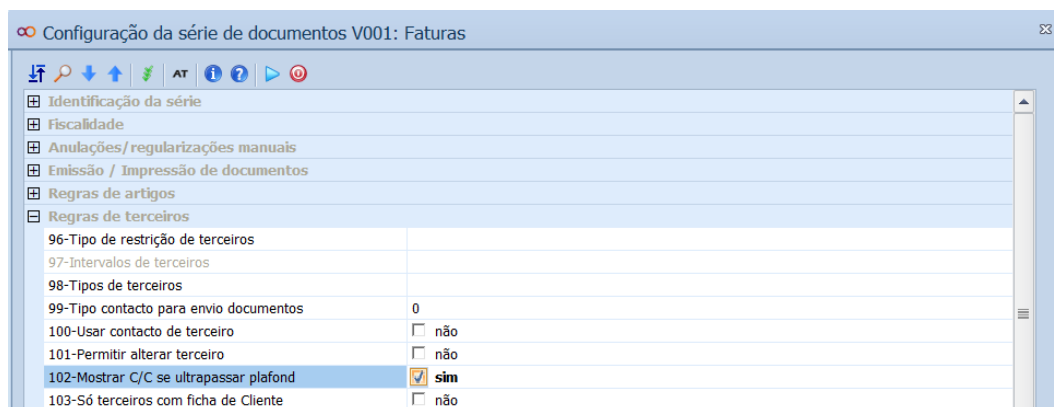 Configuração da série de documentos V001: Faturas
AT
Identificação da série
Fiscalidade
Anulações/regularizações manuais
Emissão / Impressão de documentos
Regras de artigos
Regras de terceiros
96-Tipo de restrição de terceiros
97-Intervalos de terceiros
98-Tipos de terceiros
99-Tipo contacto para envio documentos 0
100-Usar contacto de terceiro não
101-Permitir alterar terceiro não
102-Mostrar C/C se ultrapassar plafond sim
103-Só terceiros com ficha de Cliente não